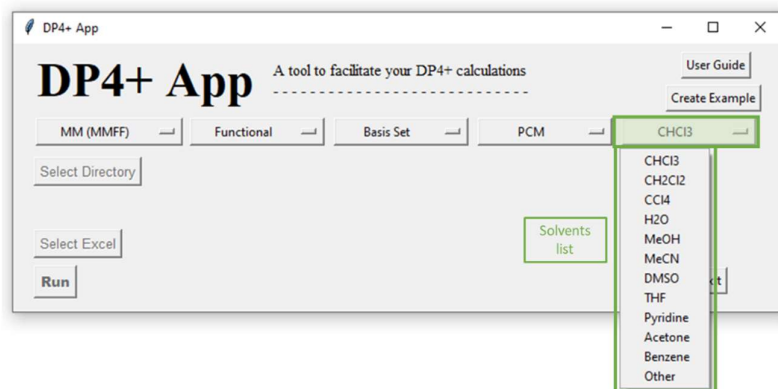 DP4+ App
DP4+ App
A tool to facilitate your DP4+ calculations
User Guide
Create Example
MM (MMFF)
Functional
Basis Set
PCM
CHCl3
Select Directory
CHCl3
CH2Cl2
CCl4
H2O
MeOH
MeCN
DMSO
THF
Pyridine
Acetone
Benzene
Other
Solvents
list
Select Excel
Run